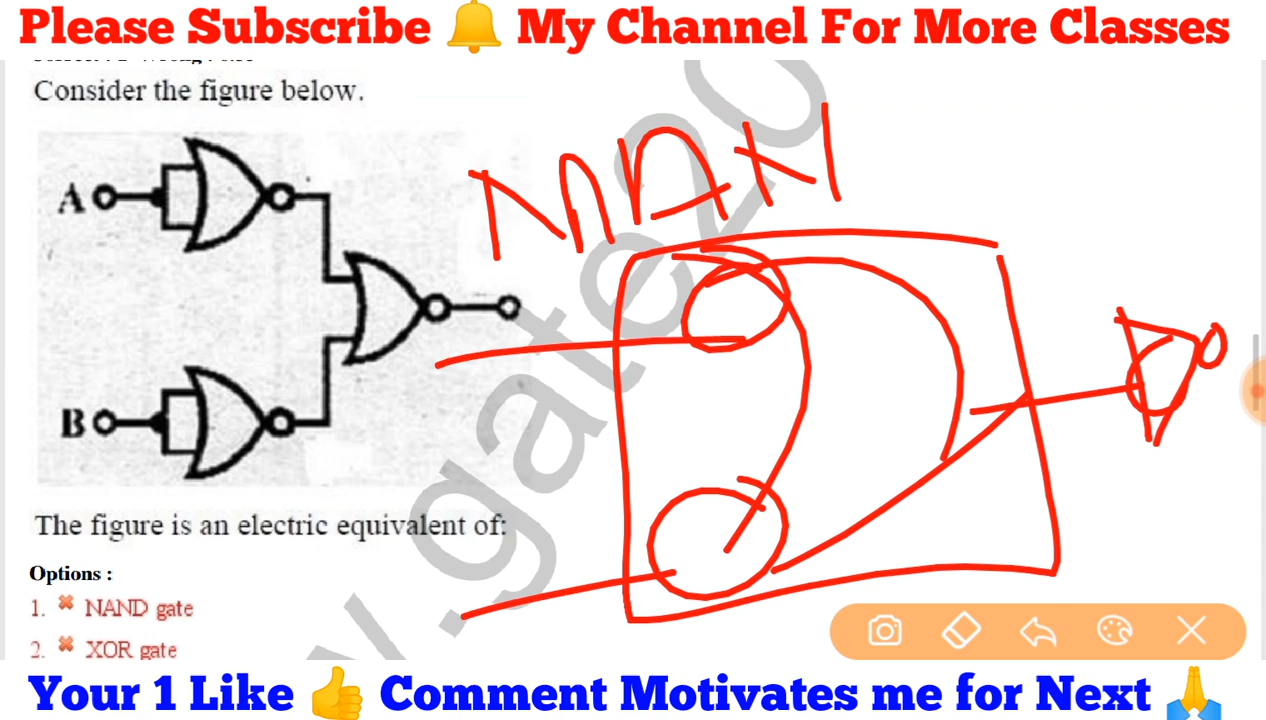 Please Subscribe 🔔 My Channel For More Classes
Consider the figure below.
A
B
The figure is an electric equivalent of:
Options :
1. NAND gate
2. XOR gate
.gate20
Your 1 Like 👍 Comment Motivates me for Next 🙏